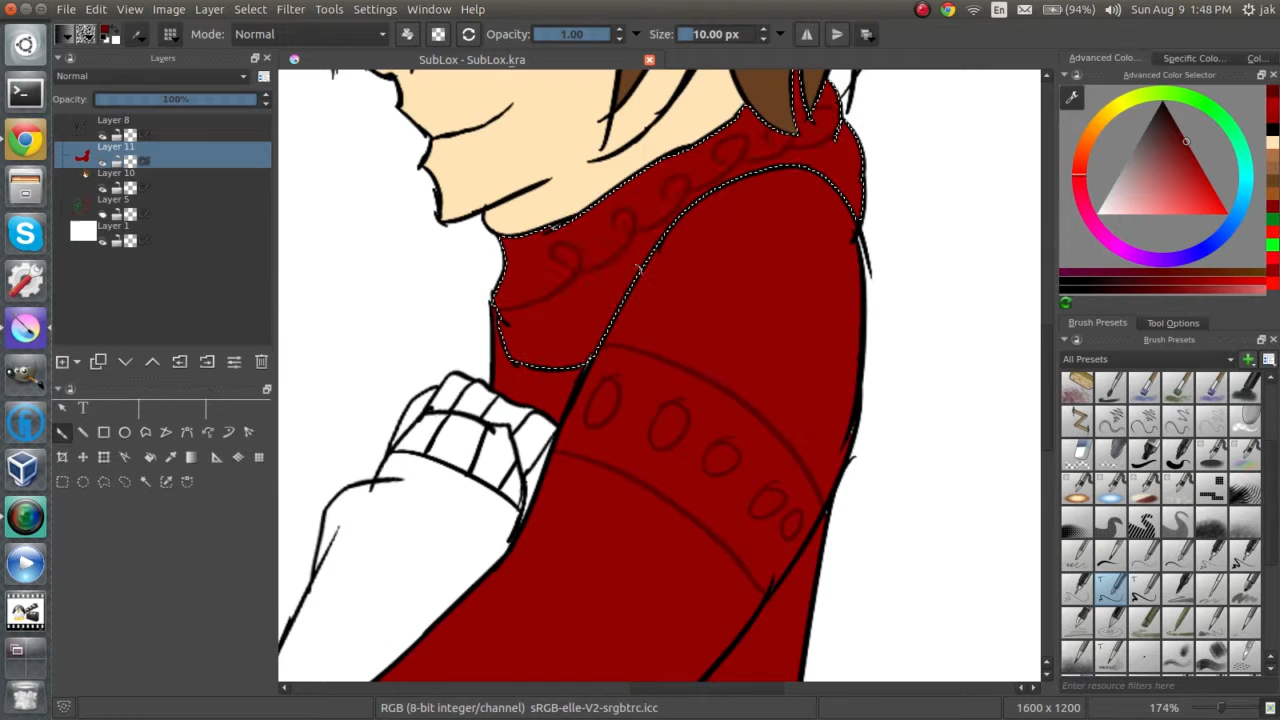 File Edit View Image Layer Select Filter Tools Settings Window Help
En (94%) Sun Aug 9 1:48 PM jak
Mode: Normal Opacity: 1.00 Size: 10.00 px
Layers
SubLox - SubLox.kra
Advanced Colo... Specific Colo... Col...
Normal
Advanced Color Selector
Opacity: 100%
Layer 8
Layer 11
Layer 10
Layer 5
Layer 1
Brush Presets Tool Options
Brush Presets
All Presets
Enter resource filters here
RGB (8-bit integer/channel) sRGB-elle-V2-srgbtrc.icc
1600 x 1200
174%